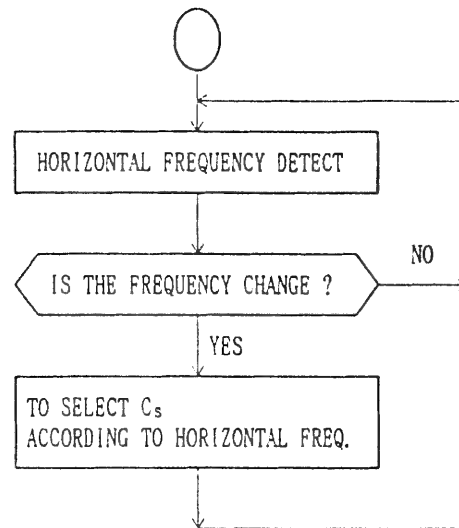 HORIZONTAL FREQUENCY DETECT
IS THE FREQUENCY CHANGE ?
NO
YES
TO SELECT Cs
ACCORDING TO HORIZONTAL FREQ.